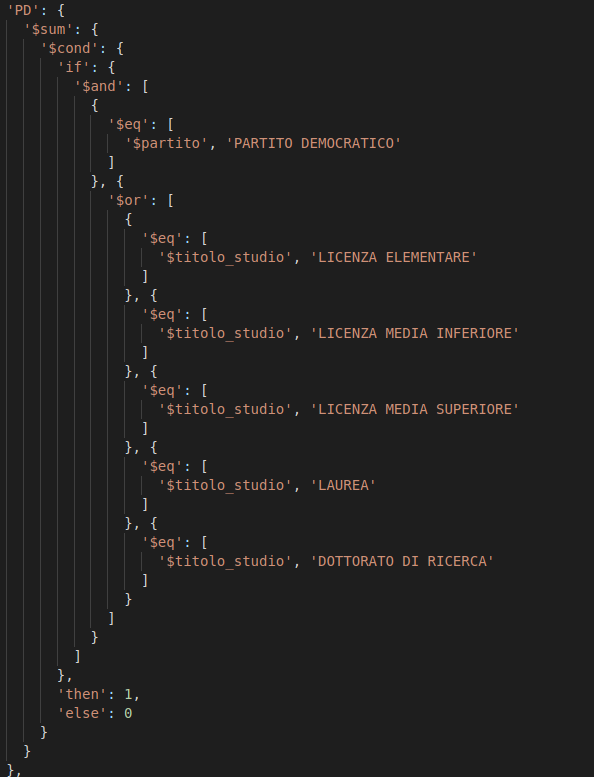 'PD': {
'$sum': {
'$cond': {
'if': {
'$and': [
{
'$eq': [
'$partito', 'PARTITO DEMOCRATICO'
]
}, {
'$or': [
{
'$eq': [
'$titolo_studio', 'LICENZA ELEMENTARE'
]
}, {
'$eq': [
'$titolo_studio', 'LICENZA MEDIA INFERIORE'
]
}, {
'$eq': [
'$titolo_studio', 'LICENZA MEDIA SUPERIORE'
]
}, {
'$eq': [
'$titolo_studio', 'LAUREA'
]
}, {
'$eq': [
'$titolo_studio', 'DOTTORATO DI RICERCA'
]
}
]
}
]
},
'then': 1,
'else': 0
}
}
},